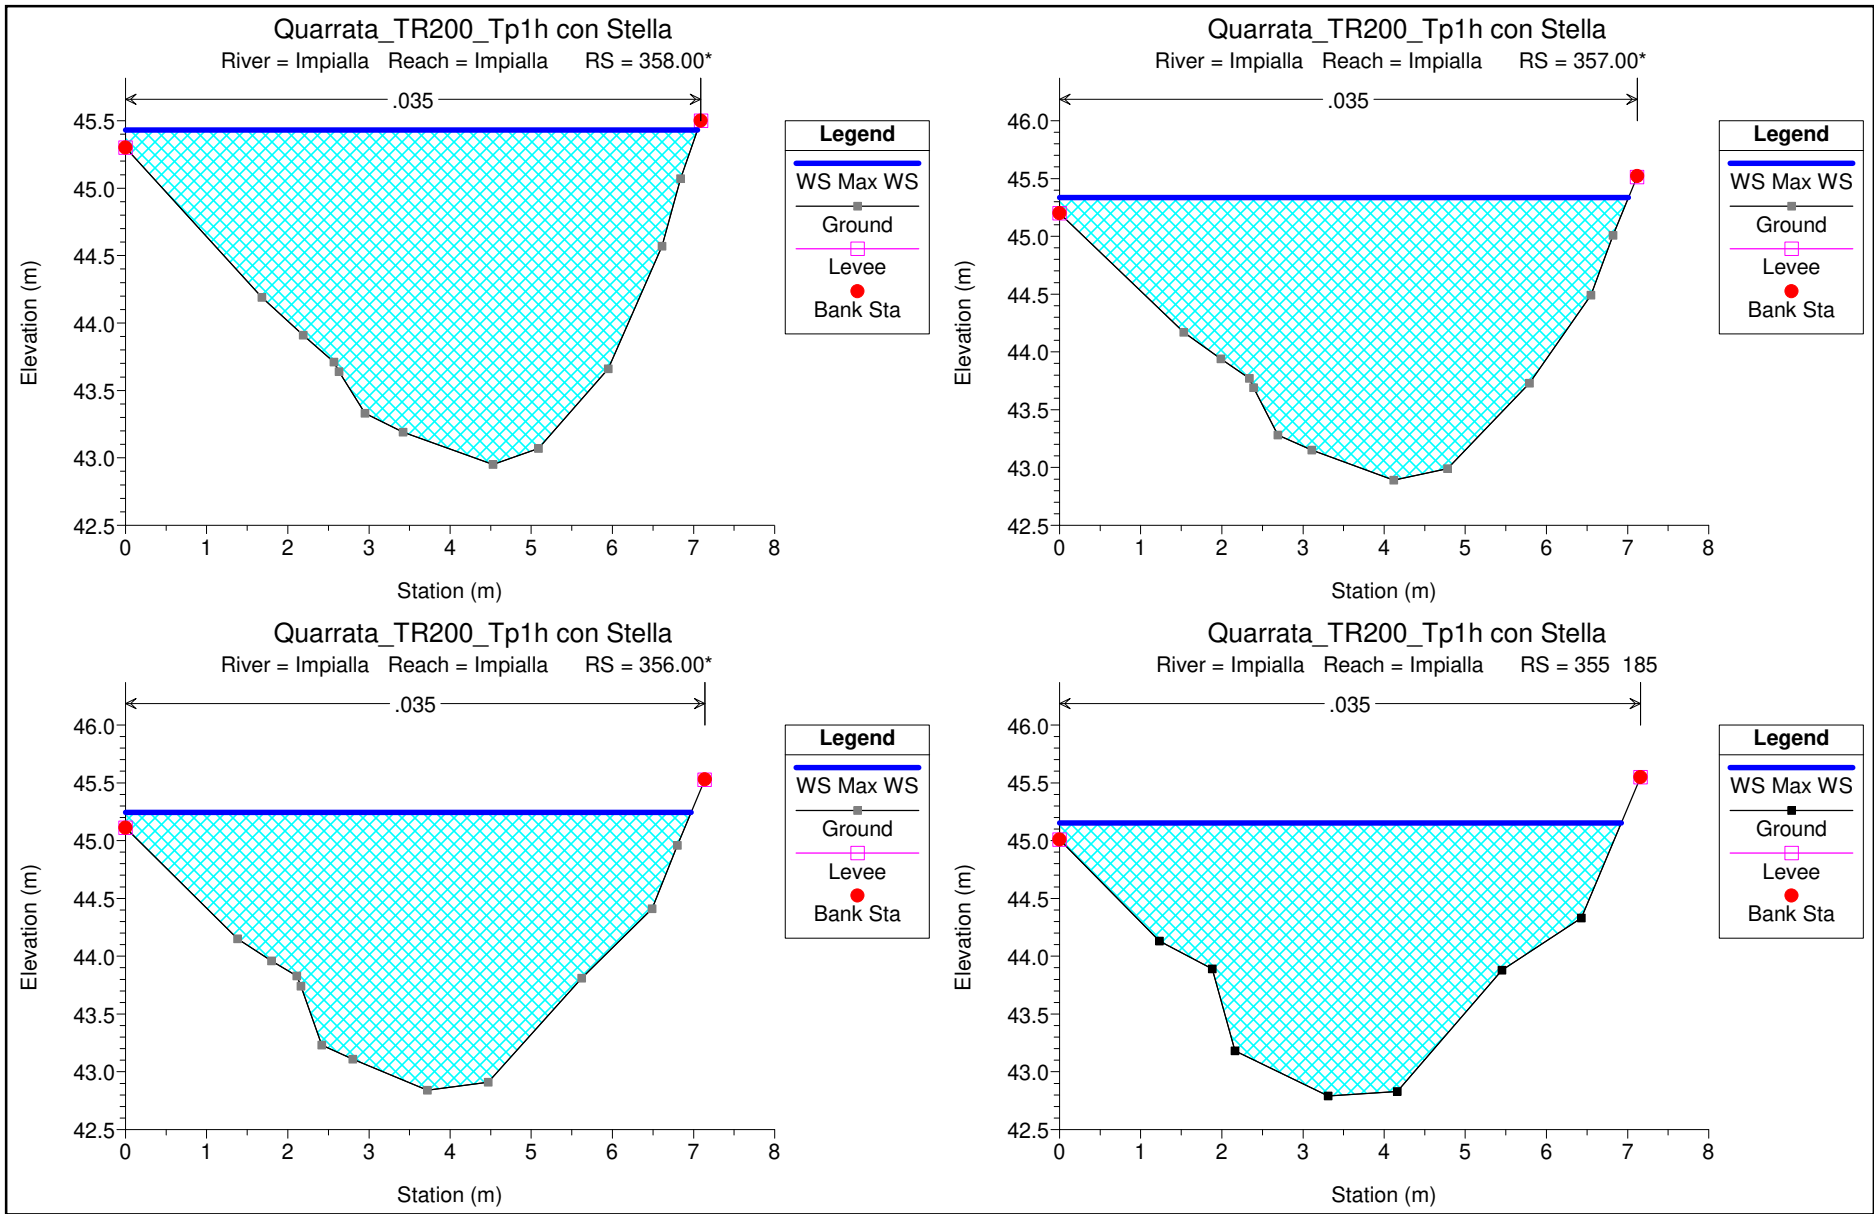 Quarrata_TR200_Tp1h con Stella
River = Impialla Reach = Impialla RS = 358.00*
.035
45.5
45.0
44.5
44.0
43.5
43.0
42.5
0 1 2 3 4 5 6 7 8
Elevation (m)
Station (m)
Legend
WS Max WS
Ground
Levee
Bank Sta
Quarrata_TR200_Tp1h con Stella
River = Impialla Reach = Impialla RS = 357.00*
.035
46.0
45.5
45.0
44.5
44.0
43.5
43.0
42.5
0 1 2 3 4 5 6 7 8
Elevation (m)
Station (m)
Legend
WS Max WS
Ground
Levee
Bank Sta
Quarrata_TR200_Tp1h con Stella
River = Impialla Reach = Impialla RS = 356.00*
.035
46.0
45.5
45.0
44.5
44.0
43.5
43.0
42.5
0 1 2 3 4 5 6 7 8
Elevation (m)
Station (m)
Legend
WS Max WS
Ground
Levee
Bank Sta
Quarrata_TR200_Tp1h con Stella
River = Impialla Reach = Impialla RS = 355 185
.035
46.0
45.5
45.0
44.5
44.0
43.5
43.0
42.5
0 1 2 3 4 5 6 7 8
Elevation (m)
Station (m)
Legend
WS Max WS
Ground
Levee
Bank Sta